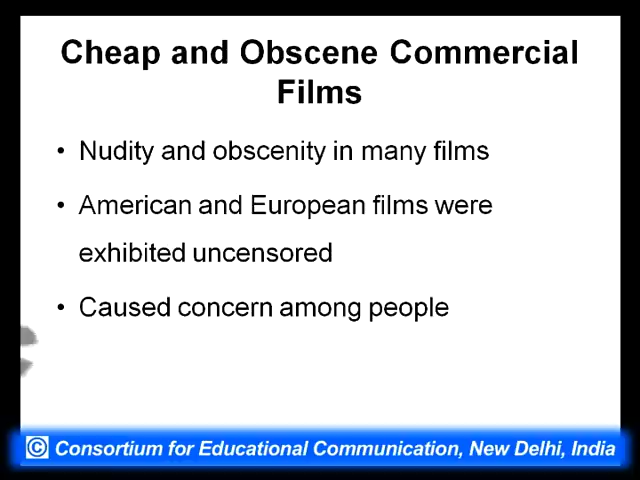 Cheap and Obscene Commercial
Films
• Nudity and obscenity in many films
• American and European films were
exhibited uncensored
• Caused concern among people
© Consortium for Educational Communication, New Delhi, India